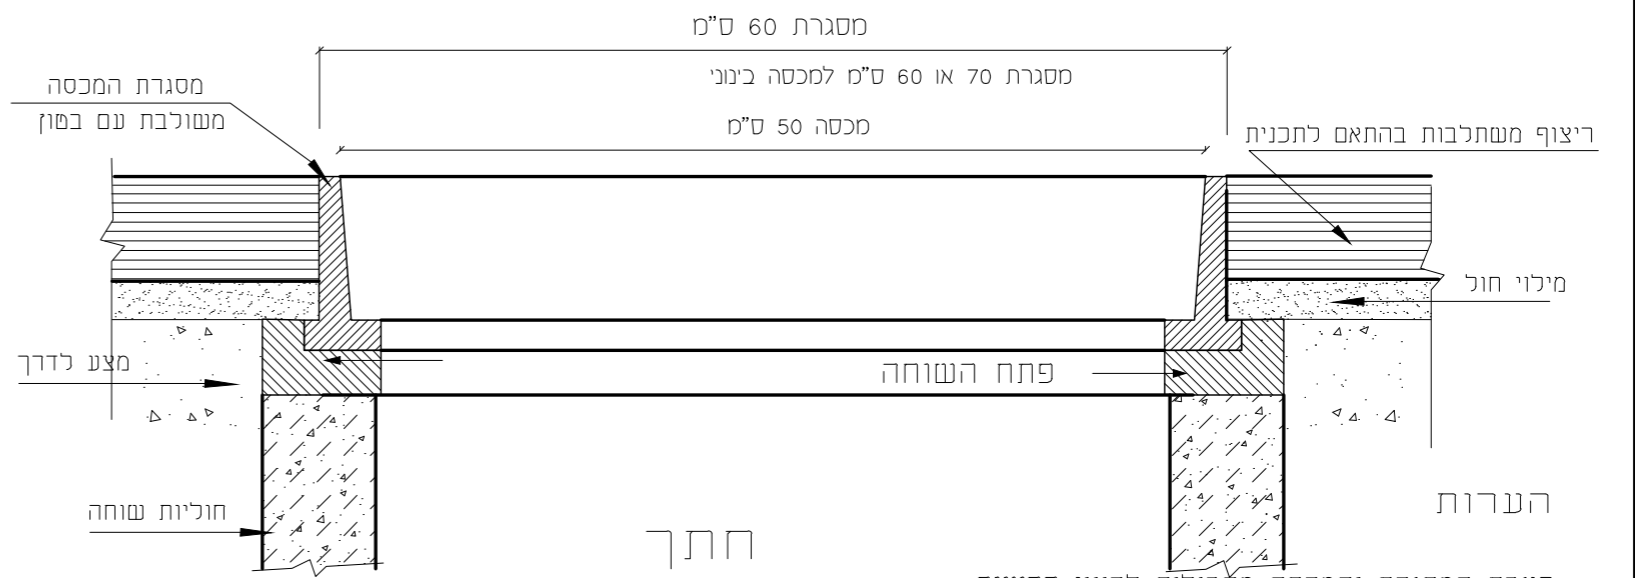 מסגרת 60 ס"מ
מסגרת 70 או 60 ס"מ למכסה בינוני
מכסה 50 ס"מ
מסגרת המכסה
משולבת עם בטון
ריצוף משתלבות בהתאם לתכנית
מילוי חול
מצע לדרך
פתח השוחה
חוליות שוחה
חתך
הערות